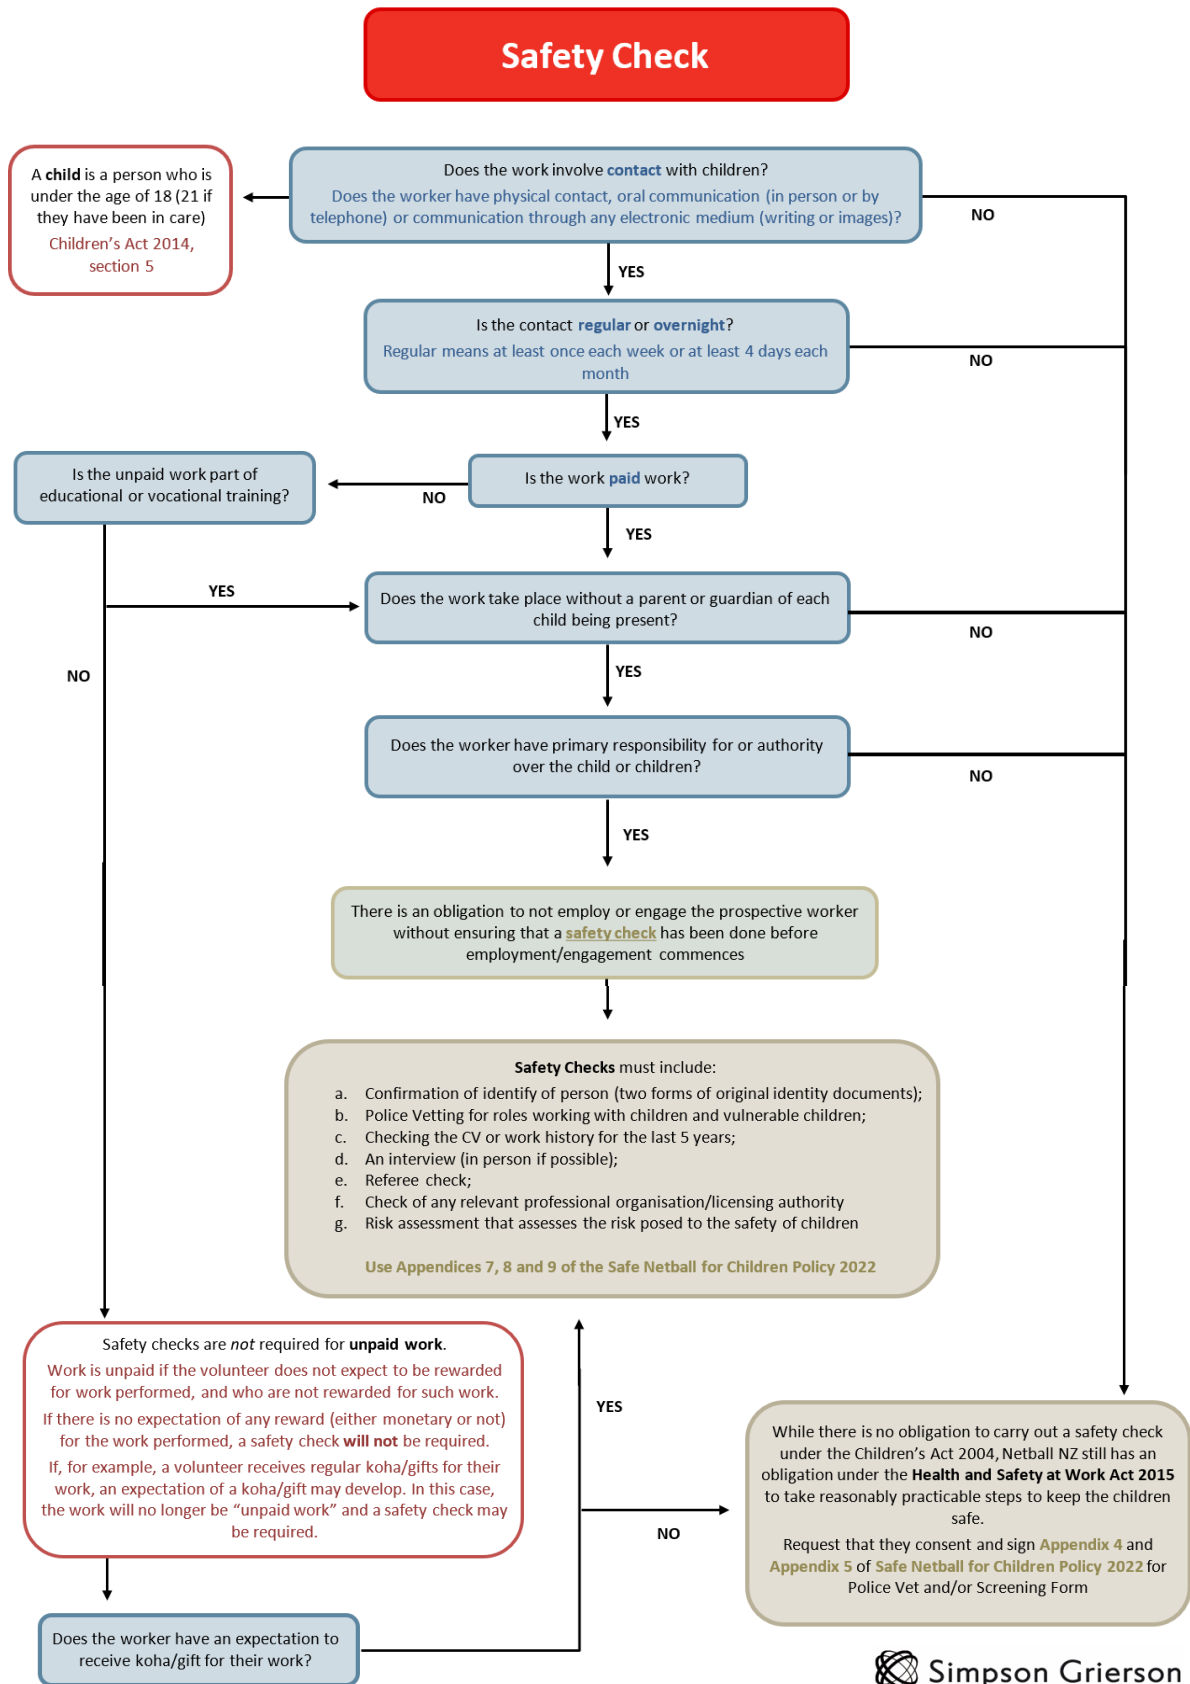 Safety Check
A child is a person who is
under the age of 18 (21 if
they have been in care)
Children's Act 2014,
section 5
Does the work involve contact with children?
Does the worker have physical contact, oral communication (in person or by
telephone) or communication through any electronic medium (writing or images)?
NO
YES
Is the contact regular or overnight?
Regular means at least once each week or at least 4 days each
month
NO
YES
Is the unpaid work part of
educational or vocational training?
NO
Is the work paid work?
YES
YES
Does the work take place without a parent or guardian of each
child being present?
NO
NO
YES
Does the worker have primary responsibility for or authority
over the child or children?
NO
YES
There is an obligation to not employ or engage the prospective worker
without ensuring that a safety check has been done before
employment/engagement commences
Safety Checks must include:
a. Confirmation of identify of person (two forms of original identity documents);
b. Police Vetting for roles working with children and vulnerable children;
c. Checking the CV or work history for the last 5 years;
d. An interview (in person if possible);
e. Referee check;
f. Check of any relevant professional organisation/licensing authority
g. Risk assessment that assesses the risk posed to the safety of children
Use Appendices 7, 8 and 9 of the Safe Netball for Children Policy 2022
Safety checks are not required for unpaid work.
Work is unpaid if the volunteer does not expect to be rewarded
for work performed, and who are not rewarded for such work.
If there is no expectation of any reward (either monetary or not)
for the work performed, a safety check will not be required.
If, for example, a volunteer receives regular koha/gifts for their
work, an expectation of a koha/gift may develop. In this case,
the work will no longer be "unpaid work" and a safety check may
be required.
YES
NO
While there is no obligation to carry out a safety check
under the Children's Act 2004, Netball NZ still has an
obligation under the Health and Safety at Work Act 2015
to take reasonably practicable steps to keep the children
safe.
Request that they consent and sign Appendix 4 and
Appendix 5 of Safe Netball for Children Policy 2022 for
Police Vet and/or Screening Form
Does the worker have an expectation to
receive koha/gift for their work?
Simpson Grierson